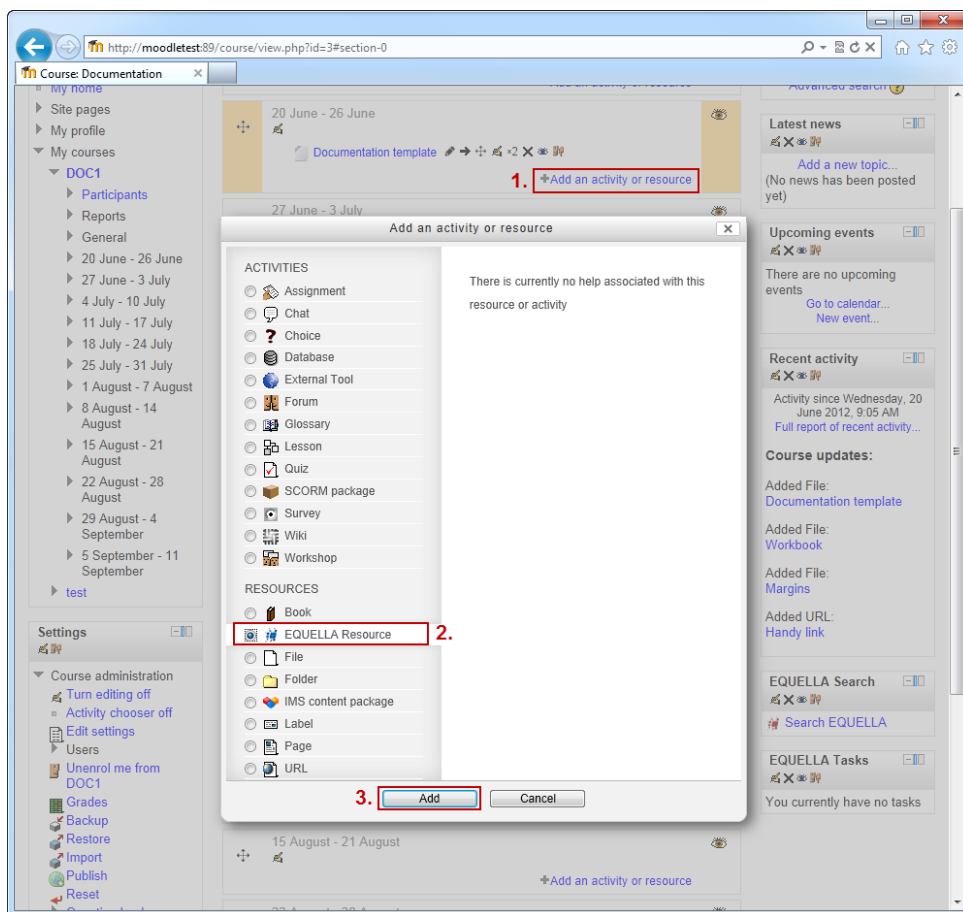 http://moodletest:89/course/view.php?id=3#section-0
Course: Documentation
My home
Site pages
My profile
My courses
DOC1
Participants
Reports
General
20 June - 26 June
27 June - 3 July
4 July - 10 July
11 July - 17 July
18 July - 24 July
25 July - 31 July
1 August - 7 August
8 August - 14
August
15 August - 21
August
22 August - 28
August
29 August - 4
September
5 September - 11
September
test
Settings
Course administration
Turn editing off
Activity chooser off
Edit settings
Users
Unenrol me from
DOC1
Grades
Backup
Restore
Import
Publish
Reset
20 June - 26 June
Documentation template
×2
1.
Add an activity or resource
27 June - 3 July
Add an activity or resource
ACTIVITIES
Assignment
Chat
Choice
Database
External Tool
Forum
Glossary
Lesson
Quiz
SCORM package
Survey
Wiki
Workshop
RESOURCES
Book
EQUELLA Resource
2.
File
Folder
IMS content package
Label
Page
URL
There is currently no help associated with this
resource or activity
3.
Add
Cancel
15 August - 21 August
Add an activity or resource
Advanced search
Latest news
Add a new topic...
(No news has been posted
yet)
Upcoming events
There are no upcoming
events
Go to calendar...
New event...
Recent activity
Activity since Wednesday, 20
June 2012, 9:05 AM
Full report of recent activity...
Course updates:
Added File:
Documentation template
Added File:
Workbook
Added File:
Margins
Added URL:
Handy link
EQUELLA Search
Search EQUELLA
EQUELLA Tasks
You currently have no tasks